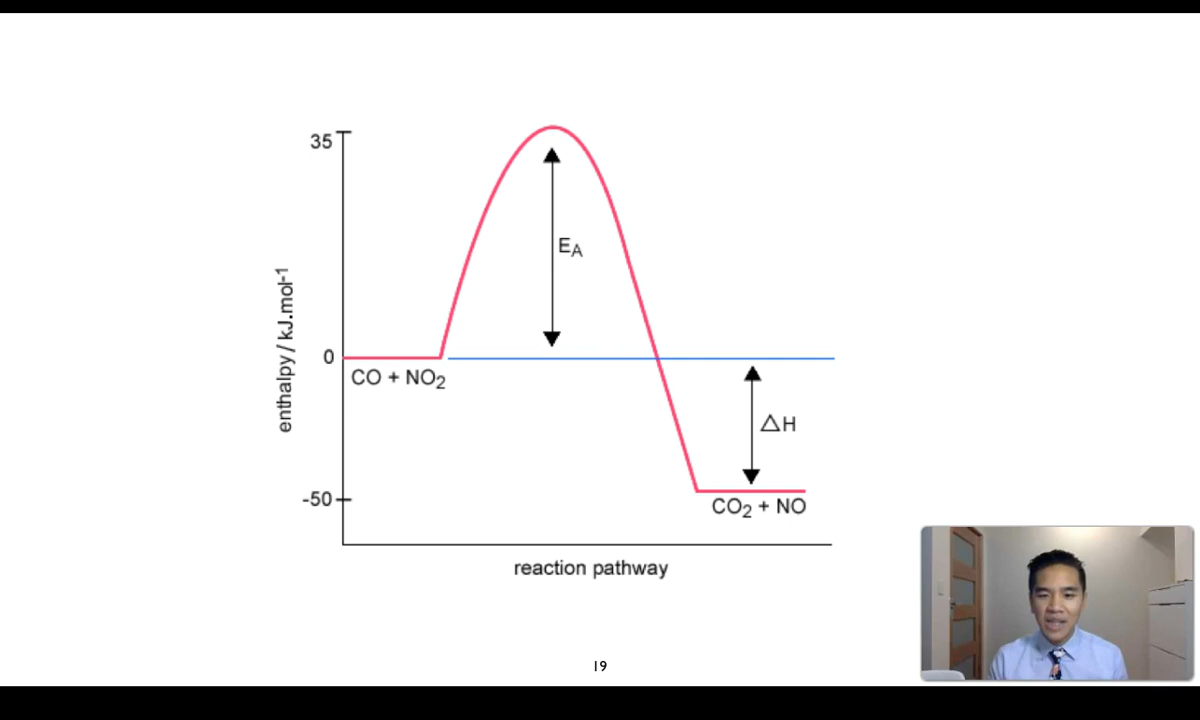 35
E_A
enthalpy / kJ.mol⁻¹
0
CO + NO₂
△H
-50
CO₂ + NO
reaction pathway
19